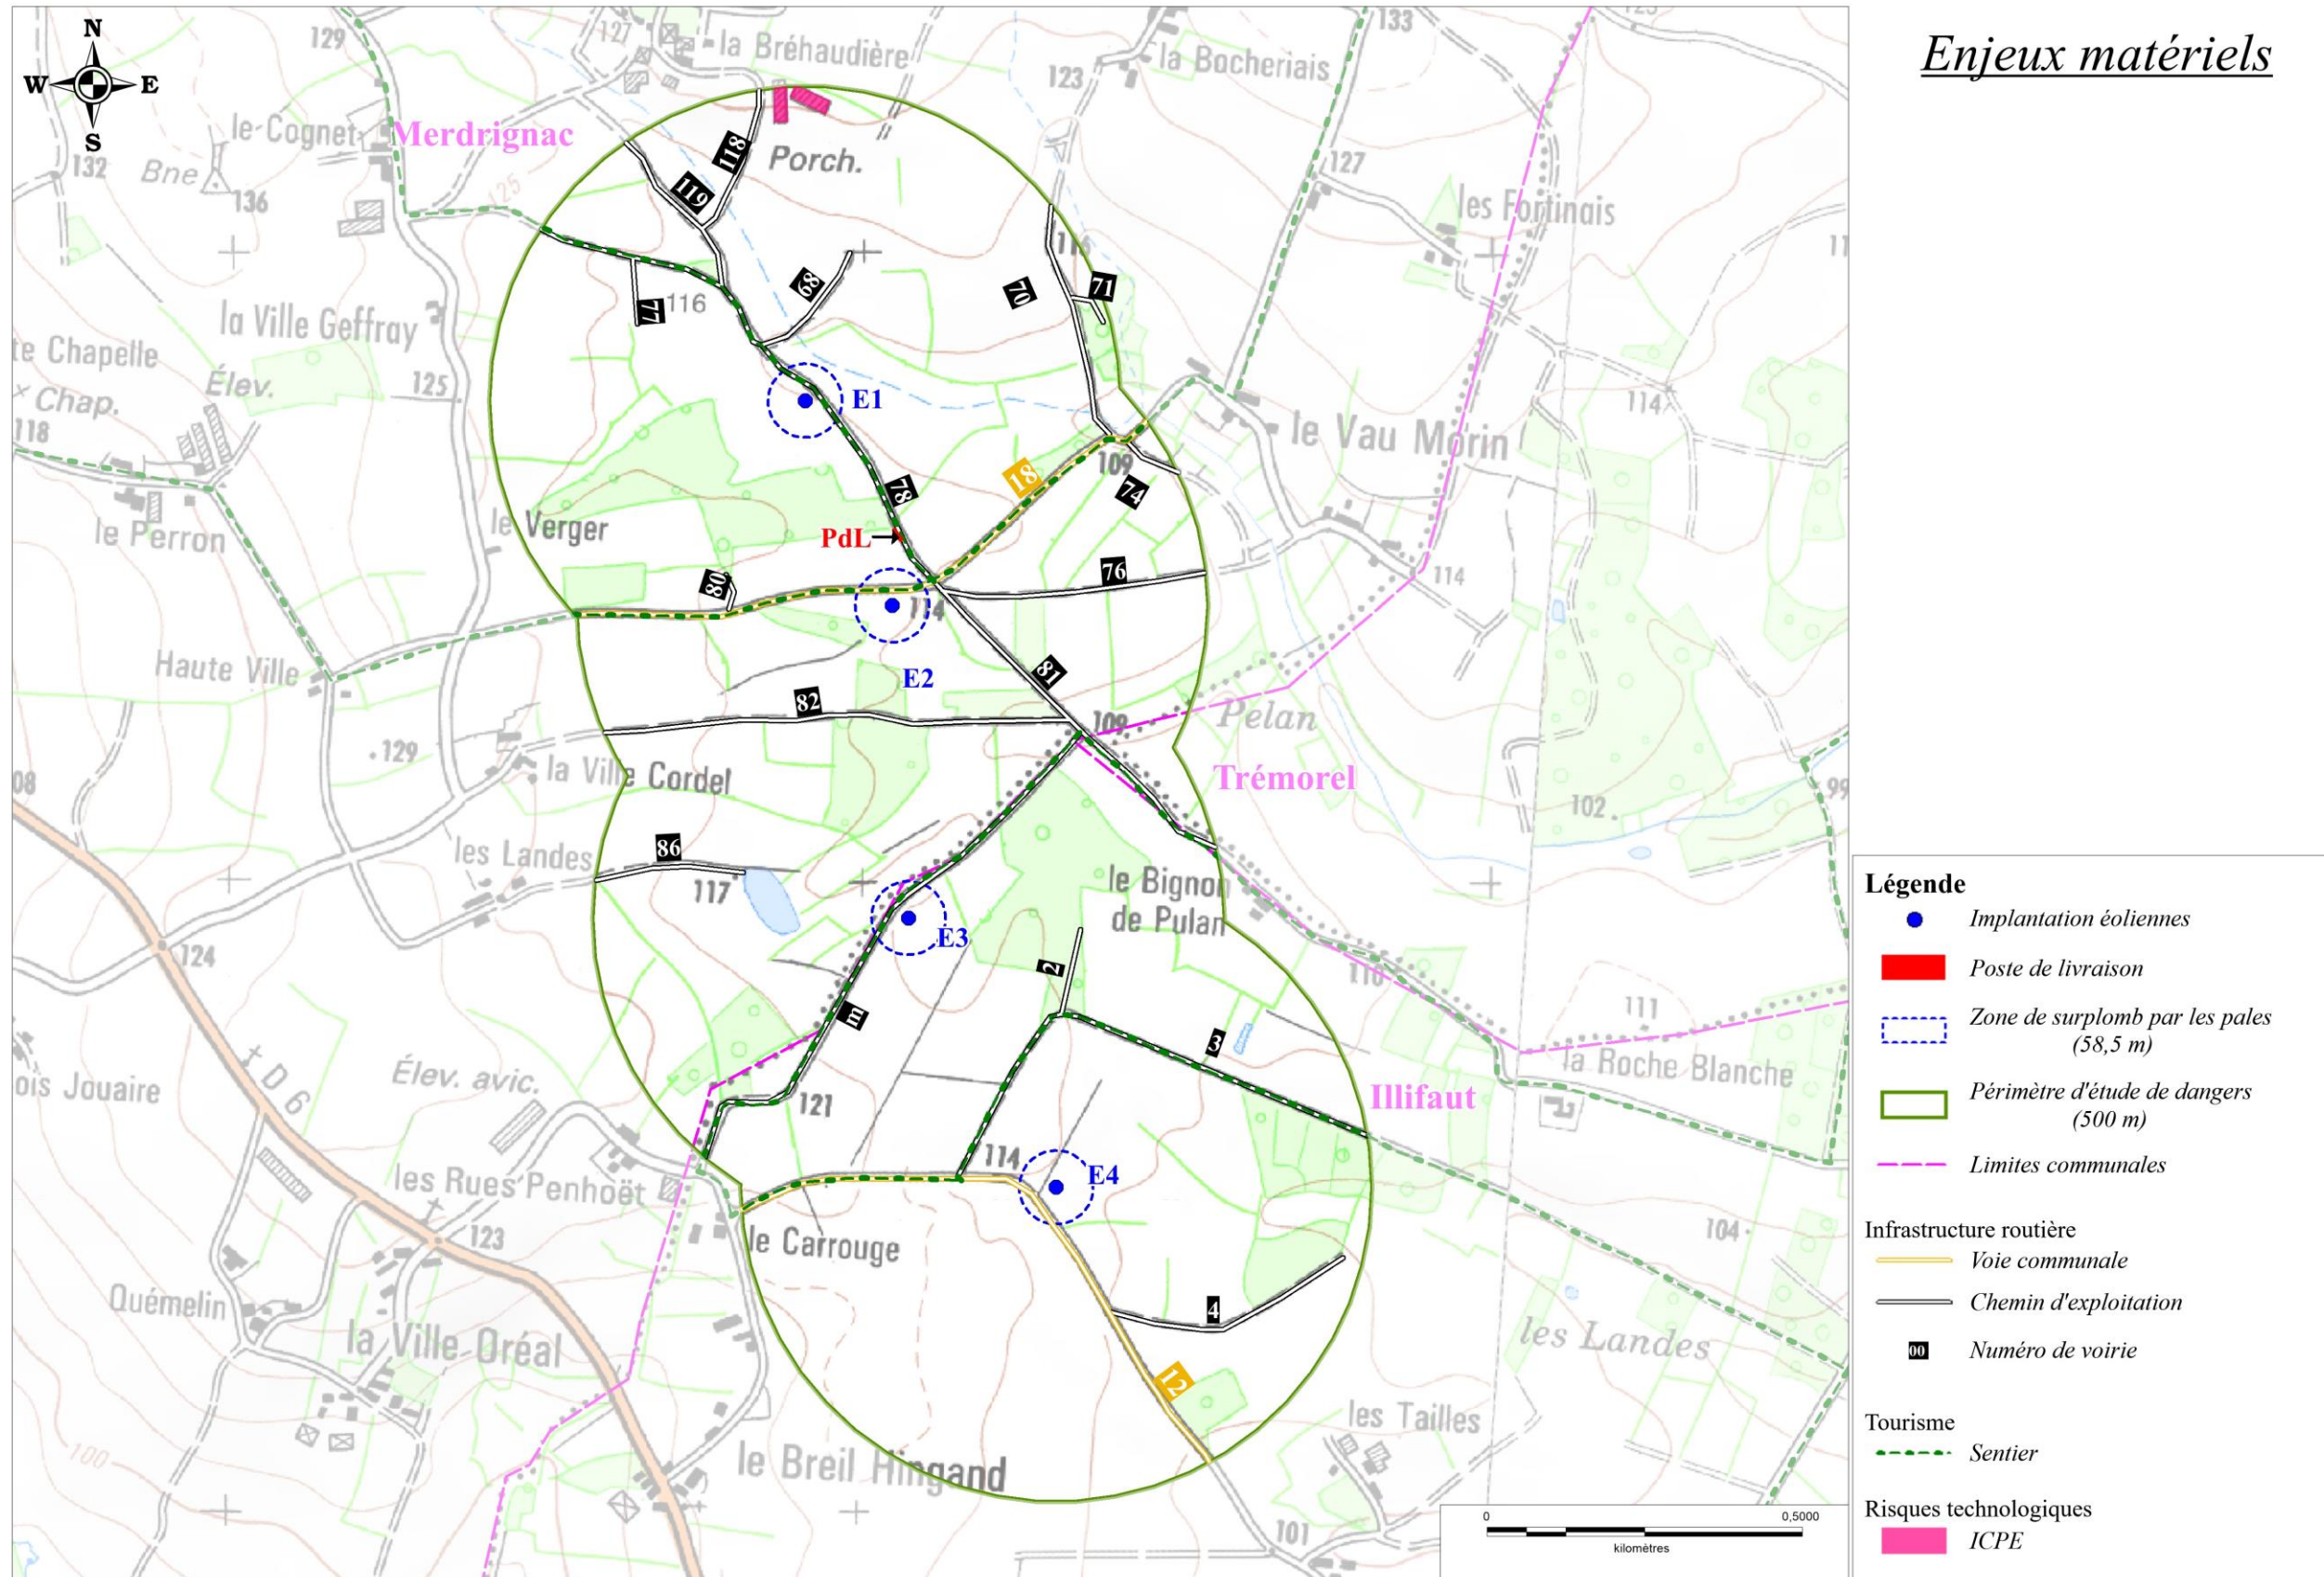 Enjeux matériels
N
W
E
S
129
127
la Bréhaudière
123
la Bocheriais
133
le Cognet
Merdrignac
132
Bne
136
125
118
Porch.
119
127
les Fortinais
116
70
71
68
77
116
la Ville Geffray
te Chapelle
Chap.
Élev.
125
118
le Perron
E1
le Vau Morin
114
109
18
74
78
le Verger
PdL
80
76
114
114
Haute Ville
E2
81
82
109
Pelan
129
la Ville Cordel
Trémorel
08
99
102
les Landes
86
117
le Bignon
de Pulan
124
E3
2
110
111
m
3
la Roche Blanche
D 6
ois Jouaire
Élev. avic.
121
Illifaut
114
E4
les Rues Penhoët
123
le Carrouge
104
Quémelin
la Ville Oréal
4
les Landes
12
les Tailles
100
le Breil Hingand
101
0
0,5000
kilomètres
Légende
Implantation éoliennes
Poste de livraison
Zone de surplomb par les pales
(58,5 m)
Périmètre d'étude de dangers
(500 m)
Limites communales
Infrastructure routière
Voie communale
Chemin d'exploitation
00 Numéro de voirie
Tourisme
Sentier
Risques technologiques
ICPE